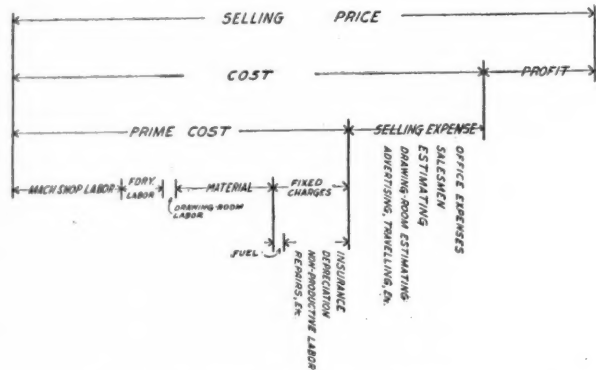 SELLING PRICE
COST
PROFIT
PRIME COST
SELLING EXPENSE
MACH SHOP LABOR
FDRY.
LABOR
DRAWING-ROOM
LABOR
MATERIAL
FIXED
CHARGES
FUEL
INSURANCE
DEPRECIATION
NON-PRODUCTIVE LABOR
REPAIRS, Etc.
OFFICE EXPENSES
SALESMEN
ESTIMATING
DRAWING-ROOM ESTIMATING
ADVERTISING, TRAVELLING, Etc.